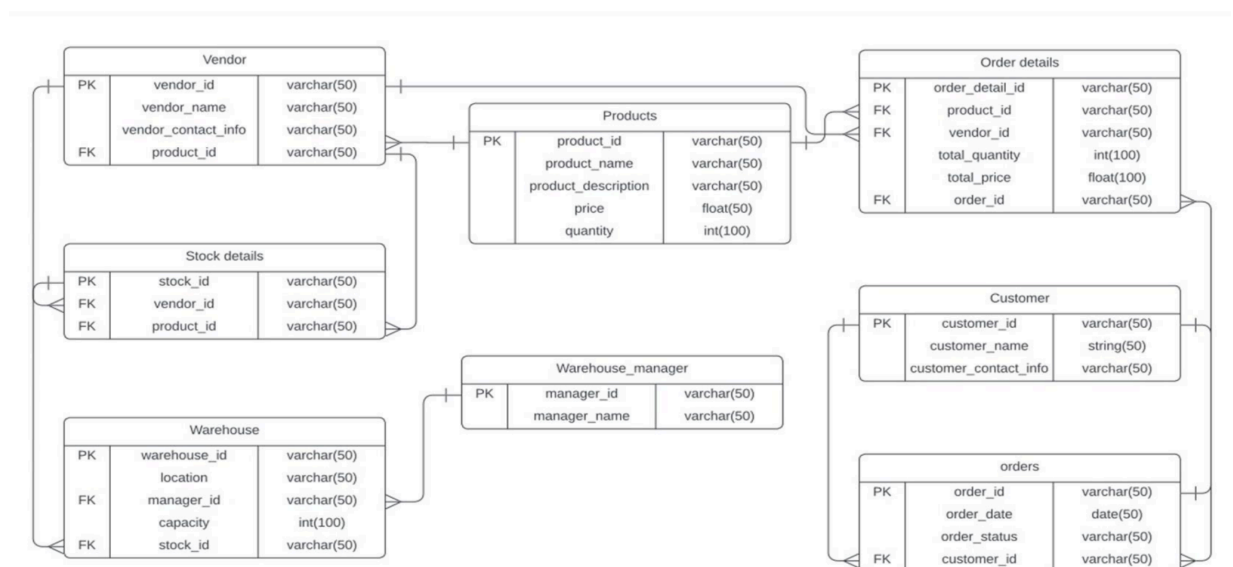 Vendor
PK vendor_id varchar(50)
vendor_name varchar(50)
vendor_contact_info varchar(50)
FK product_id varchar(50)
Products
PK product_id varchar(50)
product_name varchar(50)
product_description varchar(50)
price float(50)
quantity int(100)
Order details
PK order_detail_id varchar(50)
FK product_id varchar(50)
FK vendor_id varchar(50)
total_quantity int(100)
total_price float(100)
FK order_id varchar(50)
Stock details
PK stock_id varchar(50)
FK vendor_id varchar(50)
FK product_id varchar(50)
Customer
PK customer_id varchar(50)
customer_name string(50)
customer_contact_info varchar(50)
Warehouse_manager
PK manager_id varchar(50)
manager_name varchar(50)
Warehouse
PK warehouse_id varchar(50)
location varchar(50)
FK manager_id varchar(50)
capacity int(100)
FK stock_id varchar(50)
orders
PK order_id varchar(50)
order_date date(50)
order_status varchar(50)
FK customer_id varchar(50)